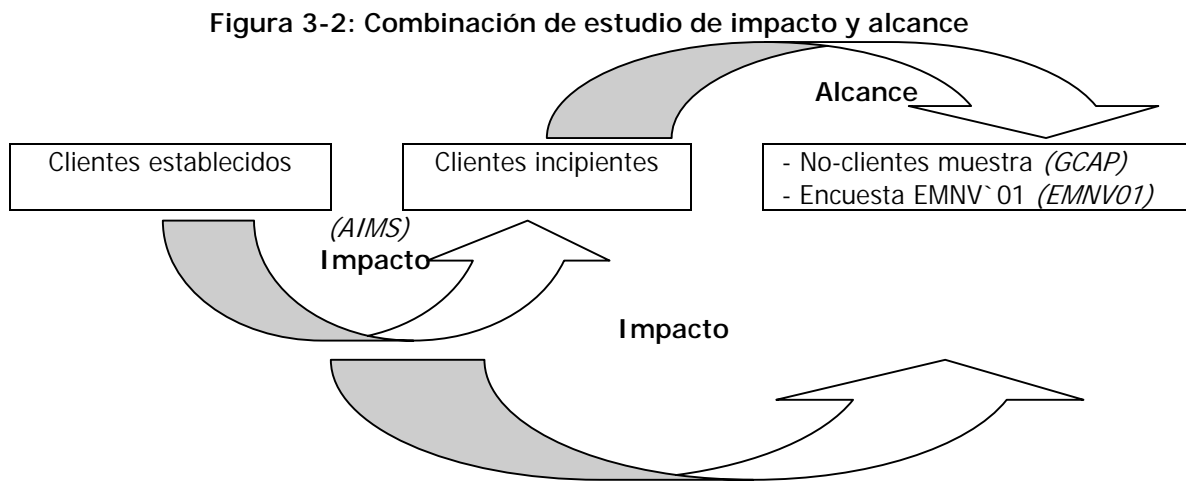 Figura 3-2: Combinación de estudio de impacto y alcance
Alcance
Clientes establecidos
Clientes incipientes
- No-clientes muestra (GCAP)
- Encuesta EMNV`01 (EMNV01)
(AIMS)
Impacto
Impacto